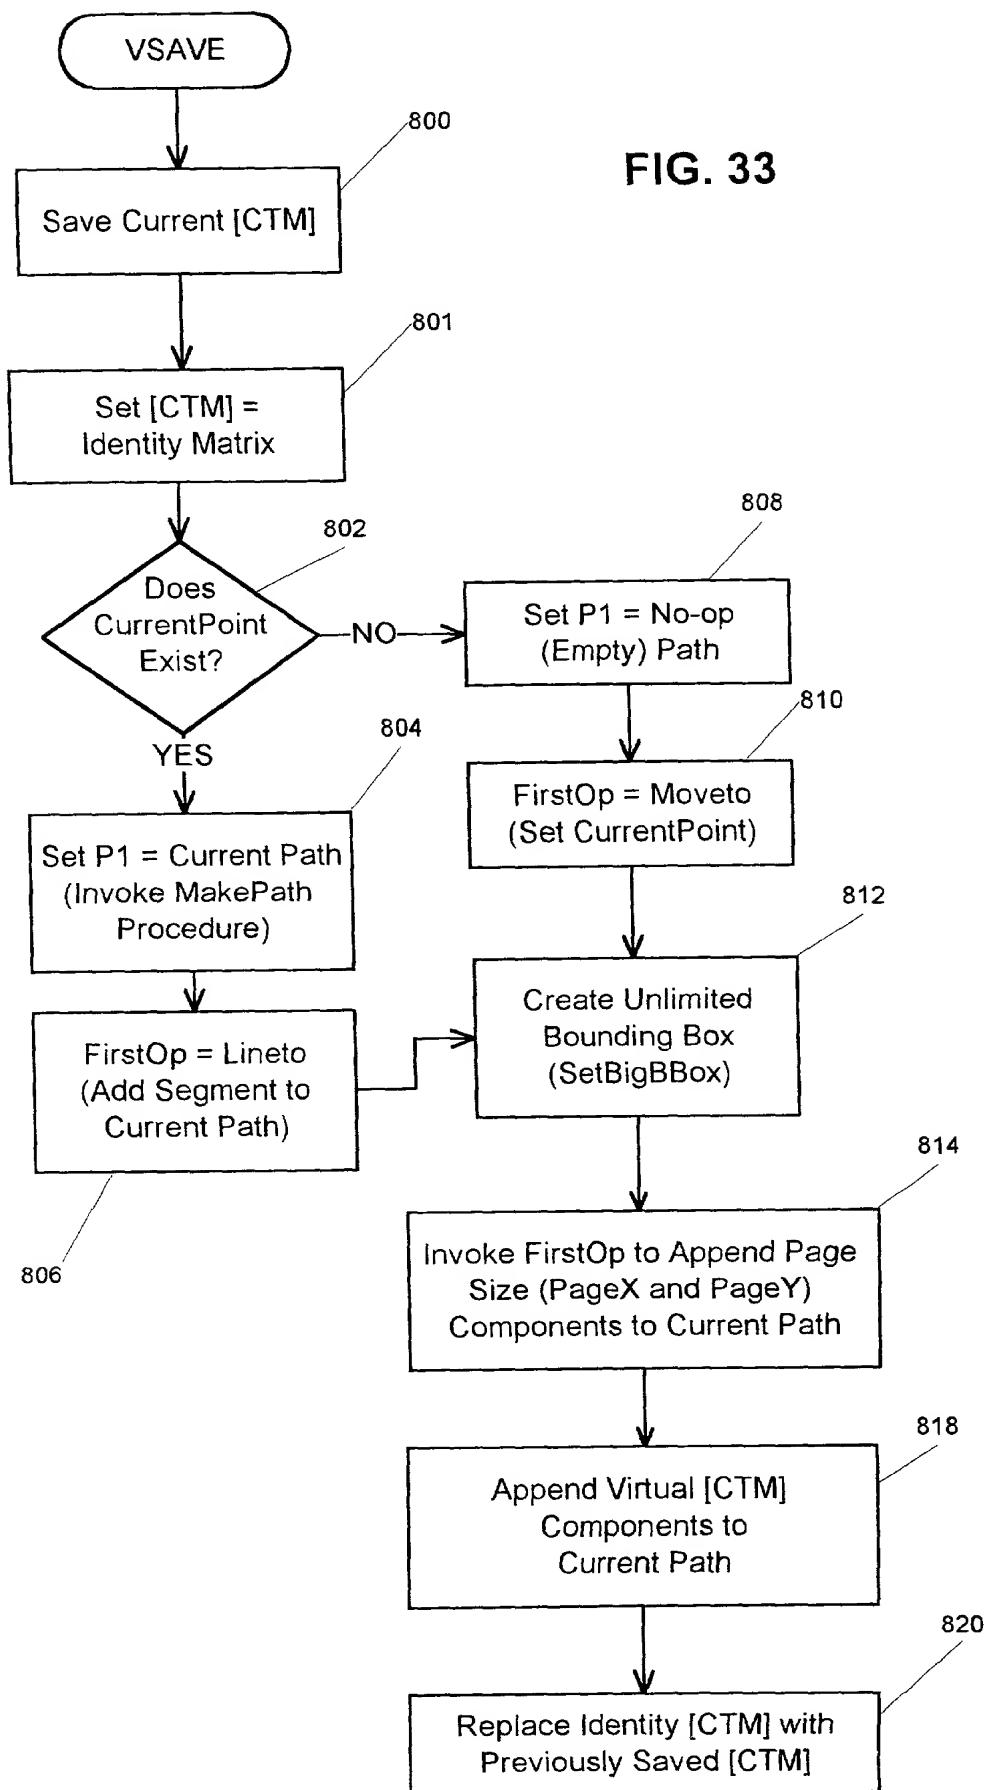 VSAVE
800
FIG. 33
Save Current [CTM]
801
Set [CTM] =
Identity Matrix
802
Does
CurrentPoint
Exist?
NO
808
Set P1 = No-op
(Empty) Path
YES
804
Set P1 = Current Path
(Invoke MakePath
Procedure)
810
FirstOp = Moveto
(Set CurrentPoint)
FirstOp = Lineto
(Add Segment to
Current Path)
806
812
Create Unlimited
Bounding Box
(SetBigBBox)
814
Invoke FirstOp to Append Page
Size (PageX and PageY)
Components to Current Path
818
Append Virtual [CTM]
Components to
Current Path
820
Replace Identity [CTM] with
Previously Saved [CTM]